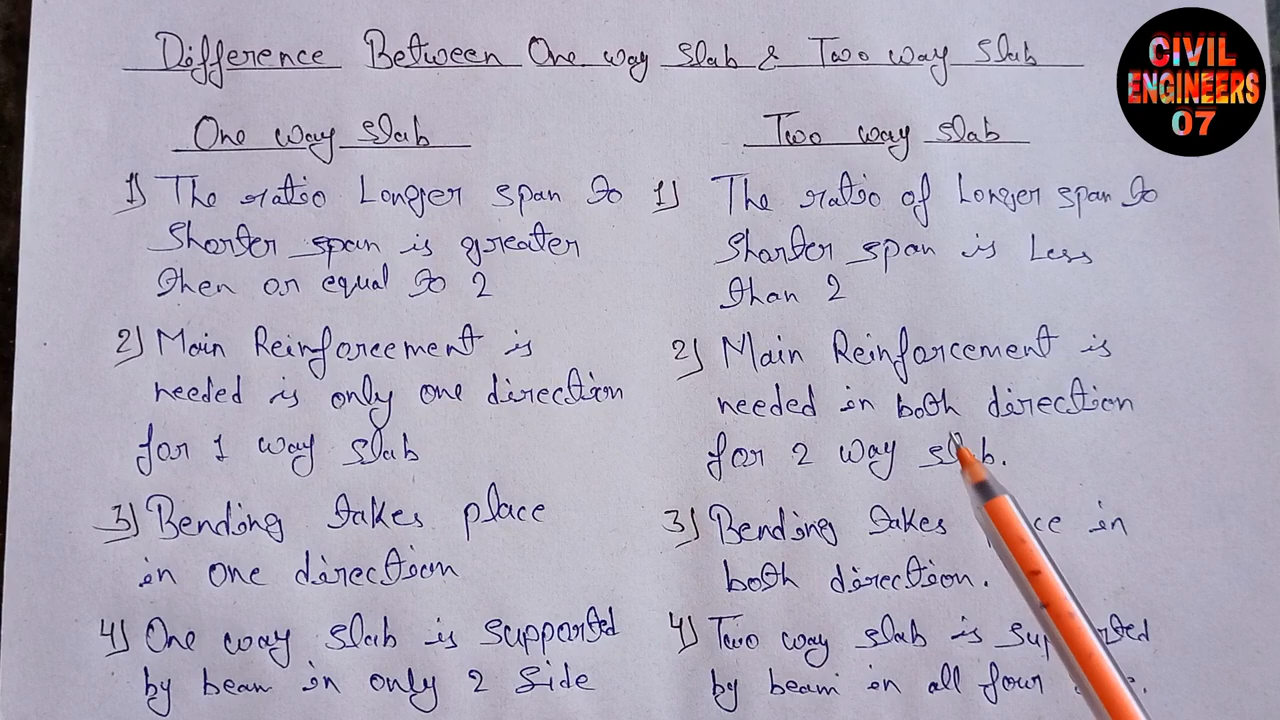 Difference Between One way slab & Two way slab
CIVIL
ENGINEERS
07
One way slab
1) The ratio Longer span to
shorter span is greater
then or equal to 2
2) Main Reinforcement is
needed is only one direction
for 1 way slab
3) Bending takes place
in one direction
4) One way slab is supported
by beam in only 2 side
Two way slab
1) The ratio of Longer span to
shorter span is Less
than 2
2) Main Reinforcement is
needed in both direction
for 2 way slab.
3) Bending takes in
both direction.
4) Two way slab is
by beam in all four